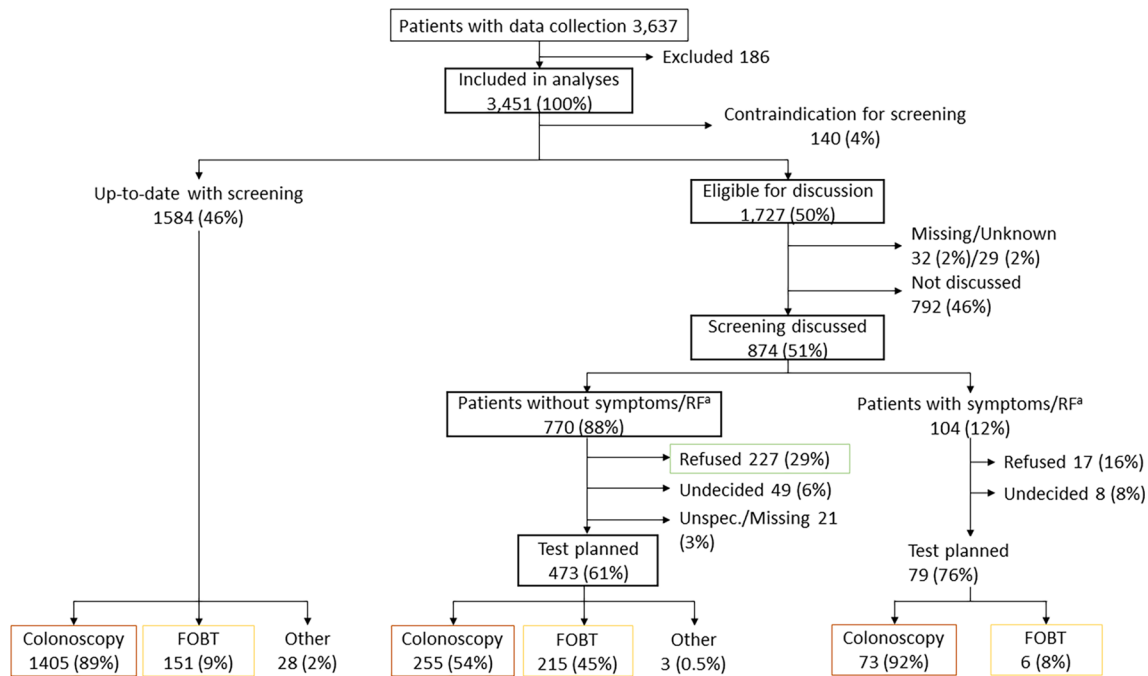 Patients with data collection 3,637
Excluded 186
Included in analyses
3,451 (100%)
Contraindication for screening
140 (4%)
Up-to-date with screening
1584 (46%)
Eligible for discussion
1,727 (50%)
Missing/Unknown
32 (2%)/29 (2%)
Not discussed
792 (46%)
Screening discussed
874 (51%)
Patients without symptoms/RFᵃ
770 (88%)
Patients with symptoms/RFᵃ
104 (12%)
Refused 227 (29%)
Undecided 49 (6%)
Unspec./Missing 21
(3%)
Refused 17 (16%)
Undecided 8 (8%)
Test planned
473 (61%)
Test planned
79 (76%)
Colonoscopy
1405 (89%)
FOBT
151 (9%)
Other
28 (2%)
Colonoscopy
255 (54%)
FOBT
215 (45%)
Other
3 (0.5%)
Colonoscopy
73 (92%)
FOBT
6 (8%)